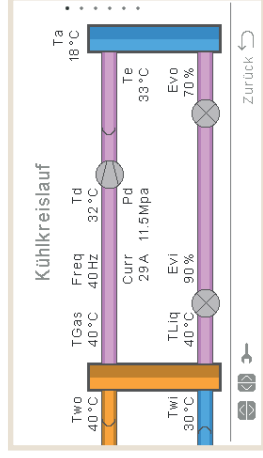 Kühlkreislauf
Ta
18°C
Two
40°C
TGas
40°C
Freq
40Hz
Td
32°C
Curr
29A
Pd
11.5Mpa
Te
33°C
Twi
30°C
TLiq
40°C
Evi
90%
Evo
70%
Zurück